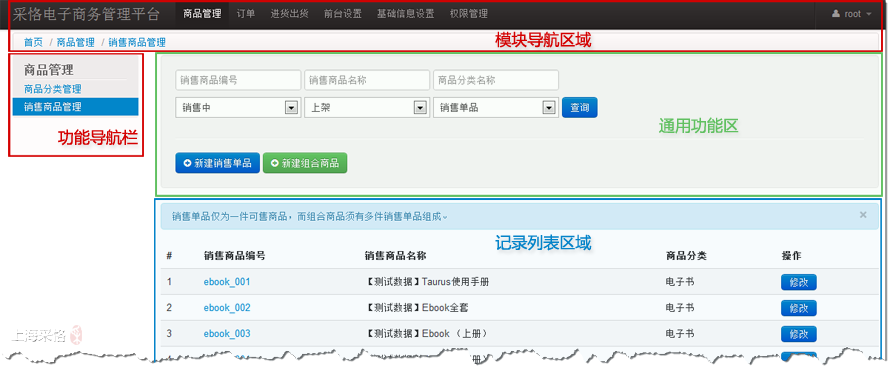 采恪电子商务管理平台 商品管理 订单 进货出货 前台设置 基础信息设置 权限管理 root
首页 / 商品管理 / 销售商品管理
模块导航区域
商品管理
商品分类管理
销售商品管理
功能导航栏
销售商品编号 销售商品名称 商品分类名称
销售中 上架 销售单品 查询
通用功能区
新建销售单品 新建组合商品
销售单品仅为一件可售商品，而组合商品须有多件销售单品组成~ ×
记录列表区域
# 销售商品编号 销售商品名称 商品分类 操作
1 ebook_001 【测试数据】Taurus使用手册 电子书 修改
2 ebook_002 【测试数据】Ebook全套 电子书 修改
3 ebook_003 【测试数据】Ebook （上册） 电子书 修改
上海采恪